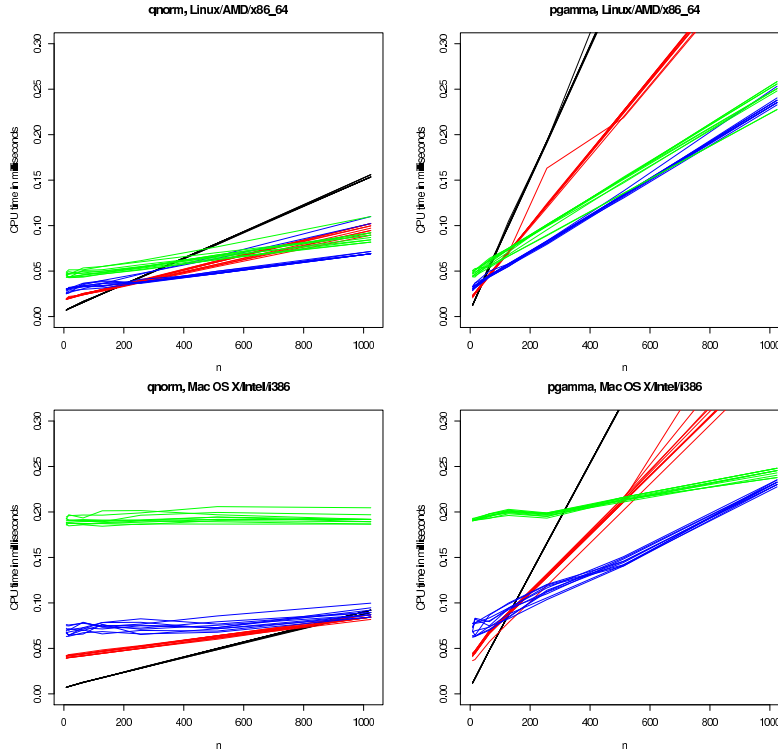 qnorm, Linux/AMD/x86_64
CPU time in milliseconds
0.00 0.05 0.10 0.15 0.20 0.25 0.30
0 200 400 600 800 1000
n
pgamma, Linux/AMD/x86_64
CPU time in milliseconds
0.00 0.05 0.10 0.15 0.20 0.25 0.30
0 200 400 600 800 1000
n
qnorm, Mac OS X/Intel/i386
CPU time in milliseconds
0.00 0.05 0.10 0.15 0.20 0.25 0.30
0 200 400 600 800 1000
n
pgamma, Mac OS X/Intel/i386
CPU time in milliseconds
0.00 0.05 0.10 0.15 0.20 0.25 0.30
0 200 400 600 800 1000
n